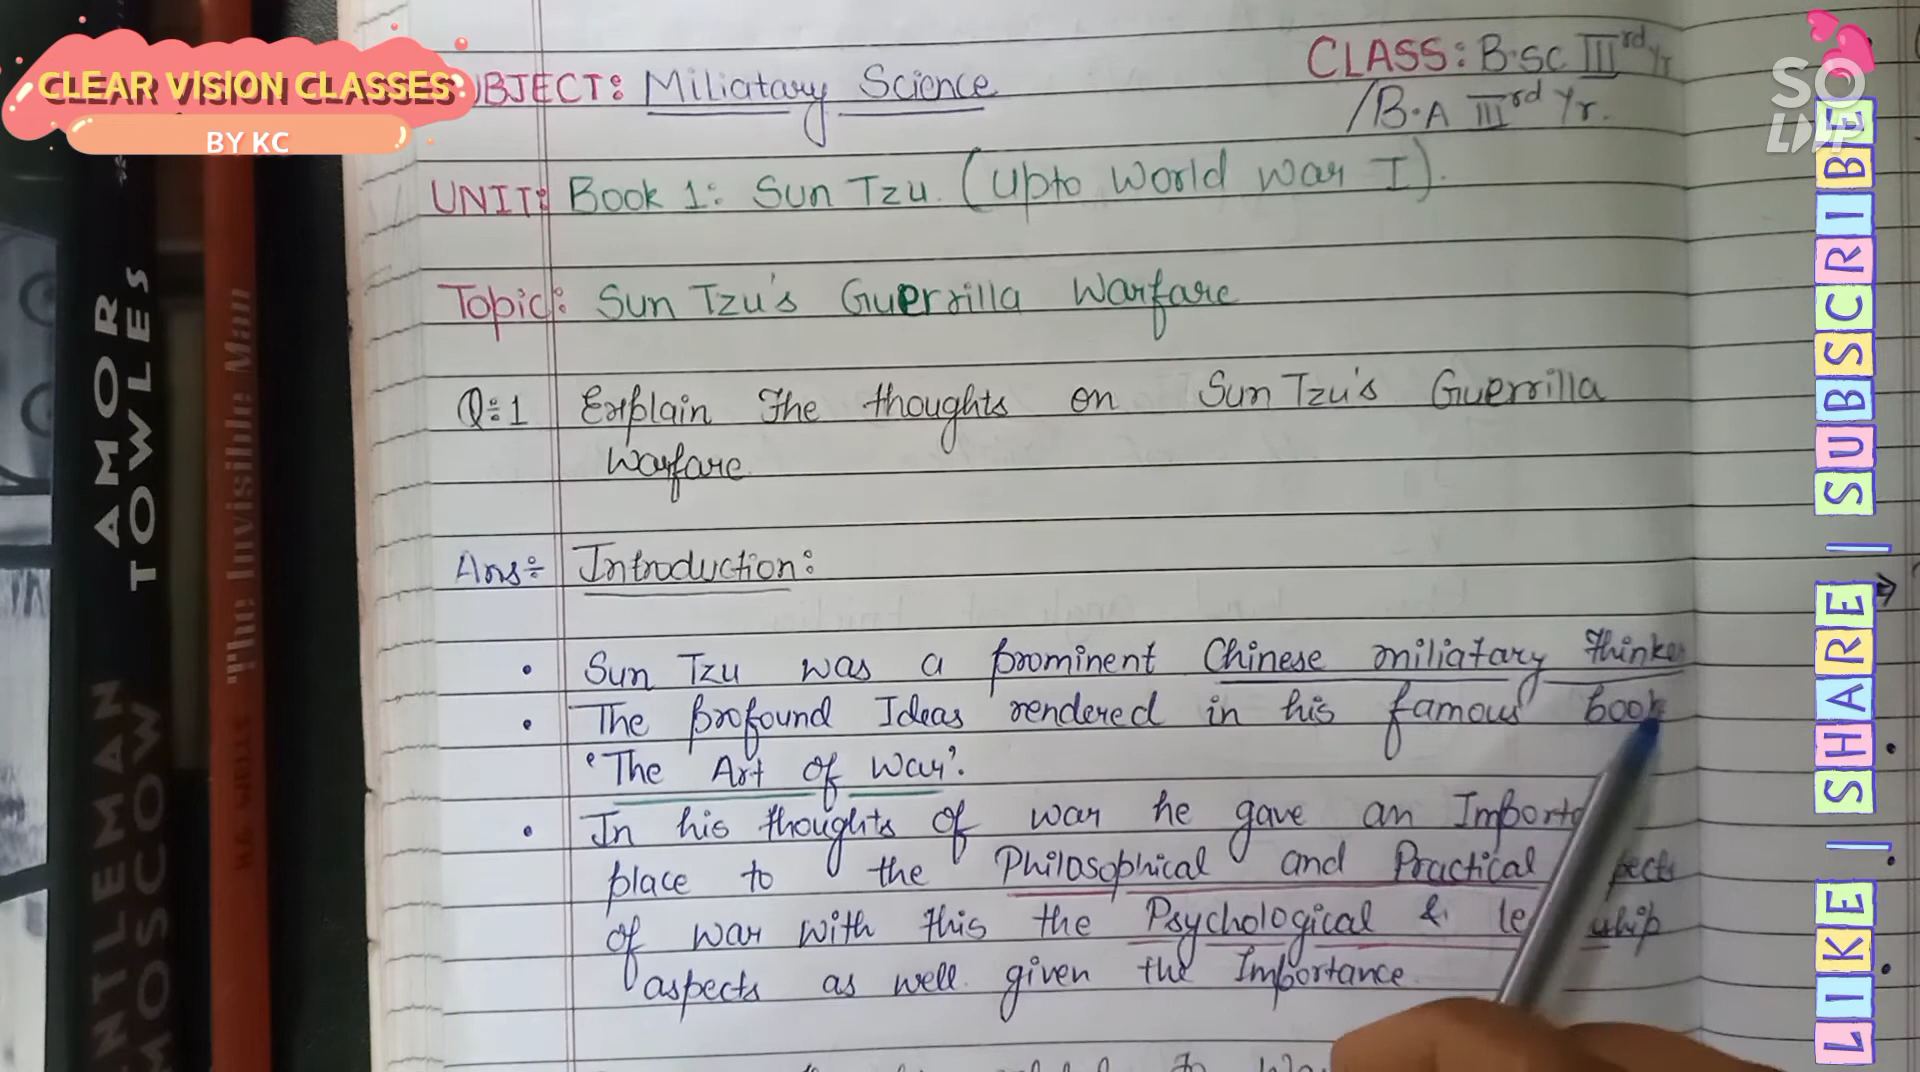 CLEAR VISION CLASSES
BY KC
UBJECT: Miliatary Science
CLASS: B.SC III rd Yr
/B.A III rd Yr.
UNIT: Book 1: Sun Tzu. (Upto World War I).
Topic: Sun Tzu's Guerrilla Warfare
Q:1 Explain The thoughts on Sun Tzu's Guerrilla
Warfare
Ans: Introduction:
• Sun Tzu was a prominent Chinese miliatary thinker
• The profound Ideas rendered in his famous book
'The Art of War'.
• In his thoughts of war he gave an
place to the Philosophical and Practical
of war with this the Psychological &
aspects as well given the Importance.
AMOR
TOWLES
The Invisible Man
H.G. WELLS
NTLEMAN
MOSCOW
SO
LIKE | SHARE | SUBSCRIBE